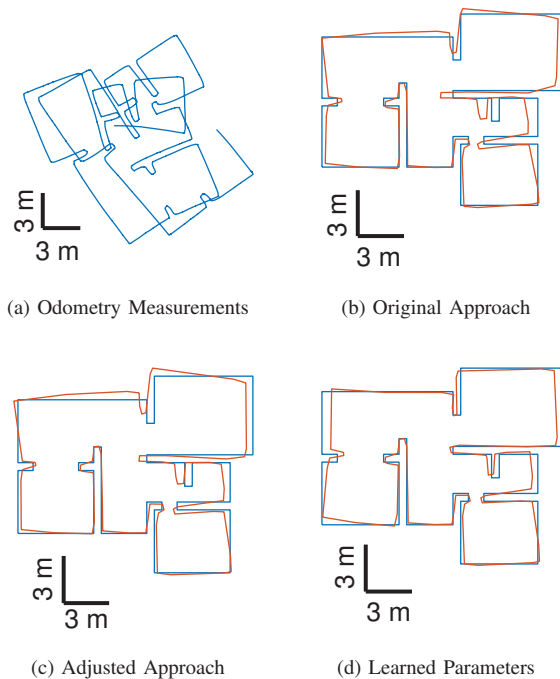 3 m
3 m
(a) Odometry Measurements
3 m
3 m
(b) Original Approach
3 m
3 m
(c) Adjusted Approach
3 m
3 m
(d) Learned Parameters